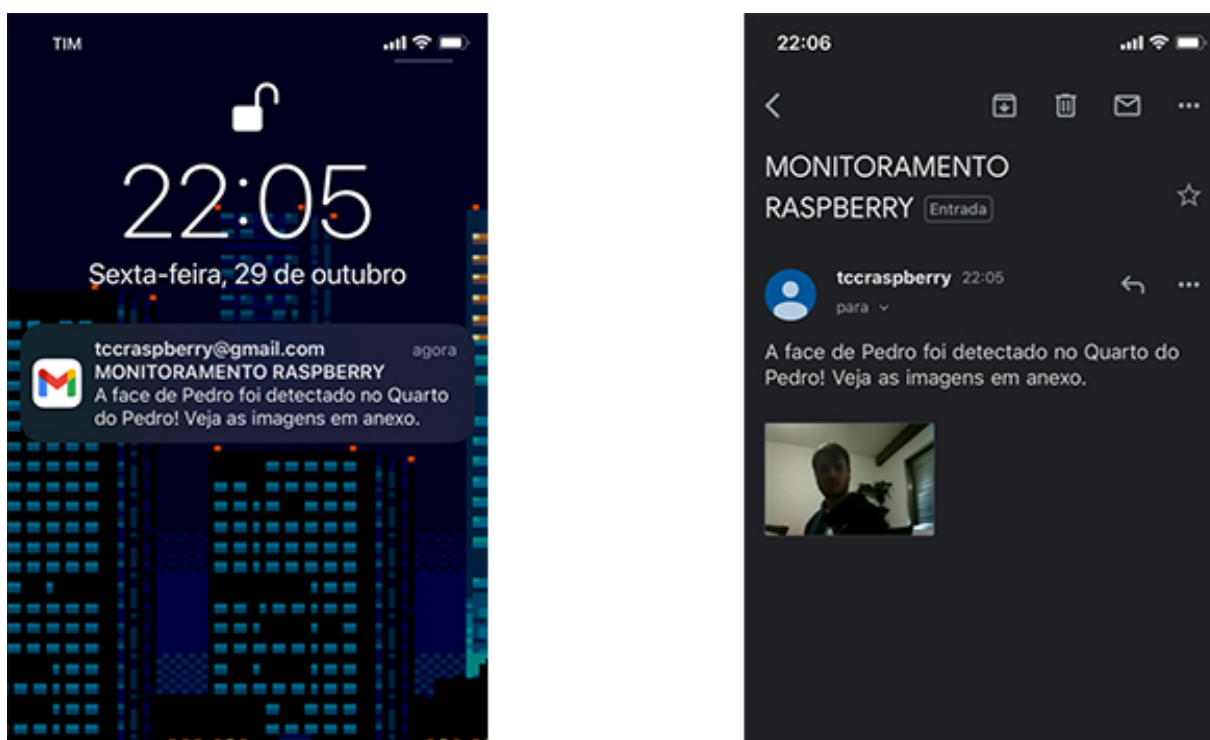 TIM
22:05
Sexta-feira, 29 de outubro
tccraspberry@gmail.com agora
MONITORAMENTO RASPBERRY
A face de Pedro foi detectado no Quarto
do Pedro! Veja as imagens em anexo.
22:06
MONITORAMENTO
RASPBERRY Entrada
tccraspberry 22:05
para
A face de Pedro foi detectado no Quarto do
Pedro! Veja as imagens em anexo.